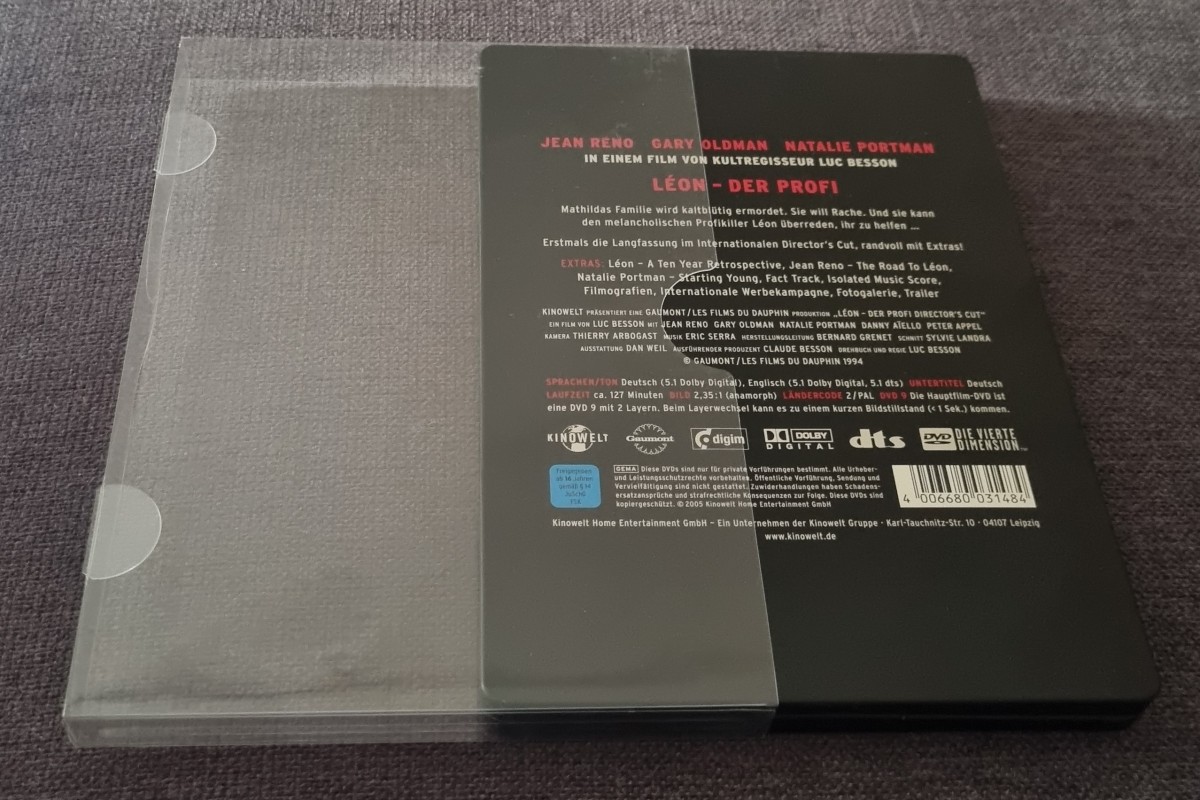 JEAN RENO GARY OLDMAN NATALIE PORTMAN
IN EINEM FILM VON KULTREGISSEUR LUC BESSON
LÉON – DER PROFI
Mathildas Familie wird kaltblütig ermordet. Sie will Rache. Und sie kann
den melancholischen Profikiller Léon überreden, ihr zu helfen ...
Erstmals die Langfassung im Internationalen Director's Cut, randvoll mit Extras!
EXTRAS: Léon – A Ten Year Retrospective, Jean Reno – The Road To Léon,
Natalie Portman – Starting Young, Fact Track, Isolated Music Score,
Filmografien, Internationale Werbekampagne, Fotogalerie, Trailer
KINOWELT PRÄSENTIERT EINE GAUMONT/LES FILMS DU DAUPHIN PRODUKTION „LÉON – DER PROFI DIRECTOR'S CUT"
EIN FILM VON LUC BESSON MIT JEAN RENO GARY OLDMAN NATALIE PORTMAN DANNY AÏELLO PETER APPEL
KAMERA THIERRY ARBOGAST MUSIK ERIC SERRA HERSTELLUNGSLEITUNG BERNARD GRENET SCHNITT SYLVIE LANDRA
AUSSTATTUNG DAN WEIL AUSFÜHRENDER PRODUZENT CLAUDE BESSON DREHBUCH UND REGIE LUC BESSON
© GAUMONT/LES FILMS DU DAUPHIN 1994
SPRACHEN/TON Deutsch (5.1 Dolby Digital), Englisch (5.1 Dolby Digital, 5.1 dts) UNTERTITEL Deutsch
LAUFZEIT ca. 127 Minuten BILD 2,35:1 (anamorph) LÄNDERCODE 2/PAL DVD 9 Die Hauptfilm-DVD ist
eine DVD 9 mit 2 Layern. Beim Layerwechsel kann es zu einem kurzen Bildstillstand (< 1 Sek.) kommen.
KINOWELT Gaumont digim DOLBY DIGITAL dts DVD DIE VIERTE DIMENSION
Freigegeben
ab 16 Jahren
gemäß § 14
JuSchG
FSK
GEMA Diese DVDs sind nur für private Vorführungen bestimmt. Alle Urheber-
und Leistungsschutzrechte vorbehalten. Öffentliche Vorführung, Sendung und
Vervielfältigung sind nicht gestattet. Zuwiderhandlungen haben Schadens-
ersatzansprüche und strafrechtliche Konsequenzen zur Folge. Diese DVDs sind
kopiergeschützt. © 2005 Kinowelt Home Entertainment GmbH
4 006680 031484
Kinowelt Home Entertainment GmbH – Ein Unternehmen der Kinowelt Gruppe · Karl-Tauchnitz-Str. 10 · 04107 Leipzig
www.kinowelt.de